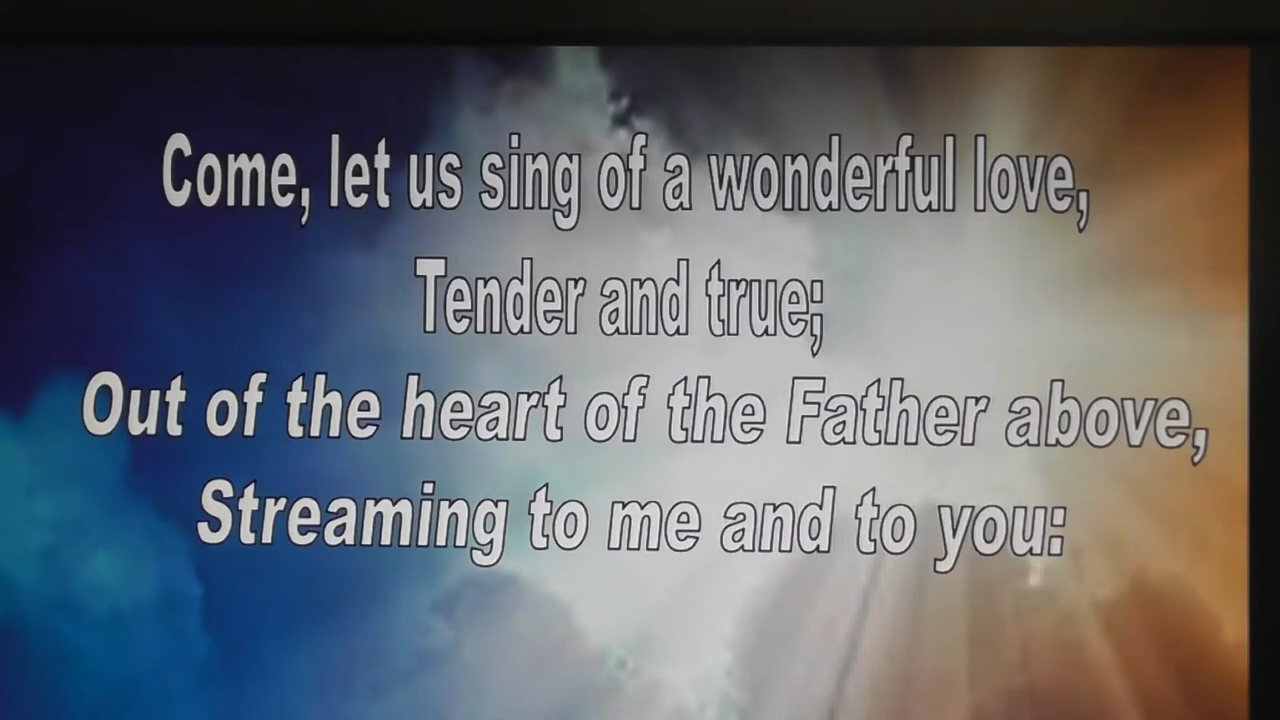 Come, let us sing of a wonderful love,
Tender and true;
Out of the heart of the Father above,
Streaming to me and to you: